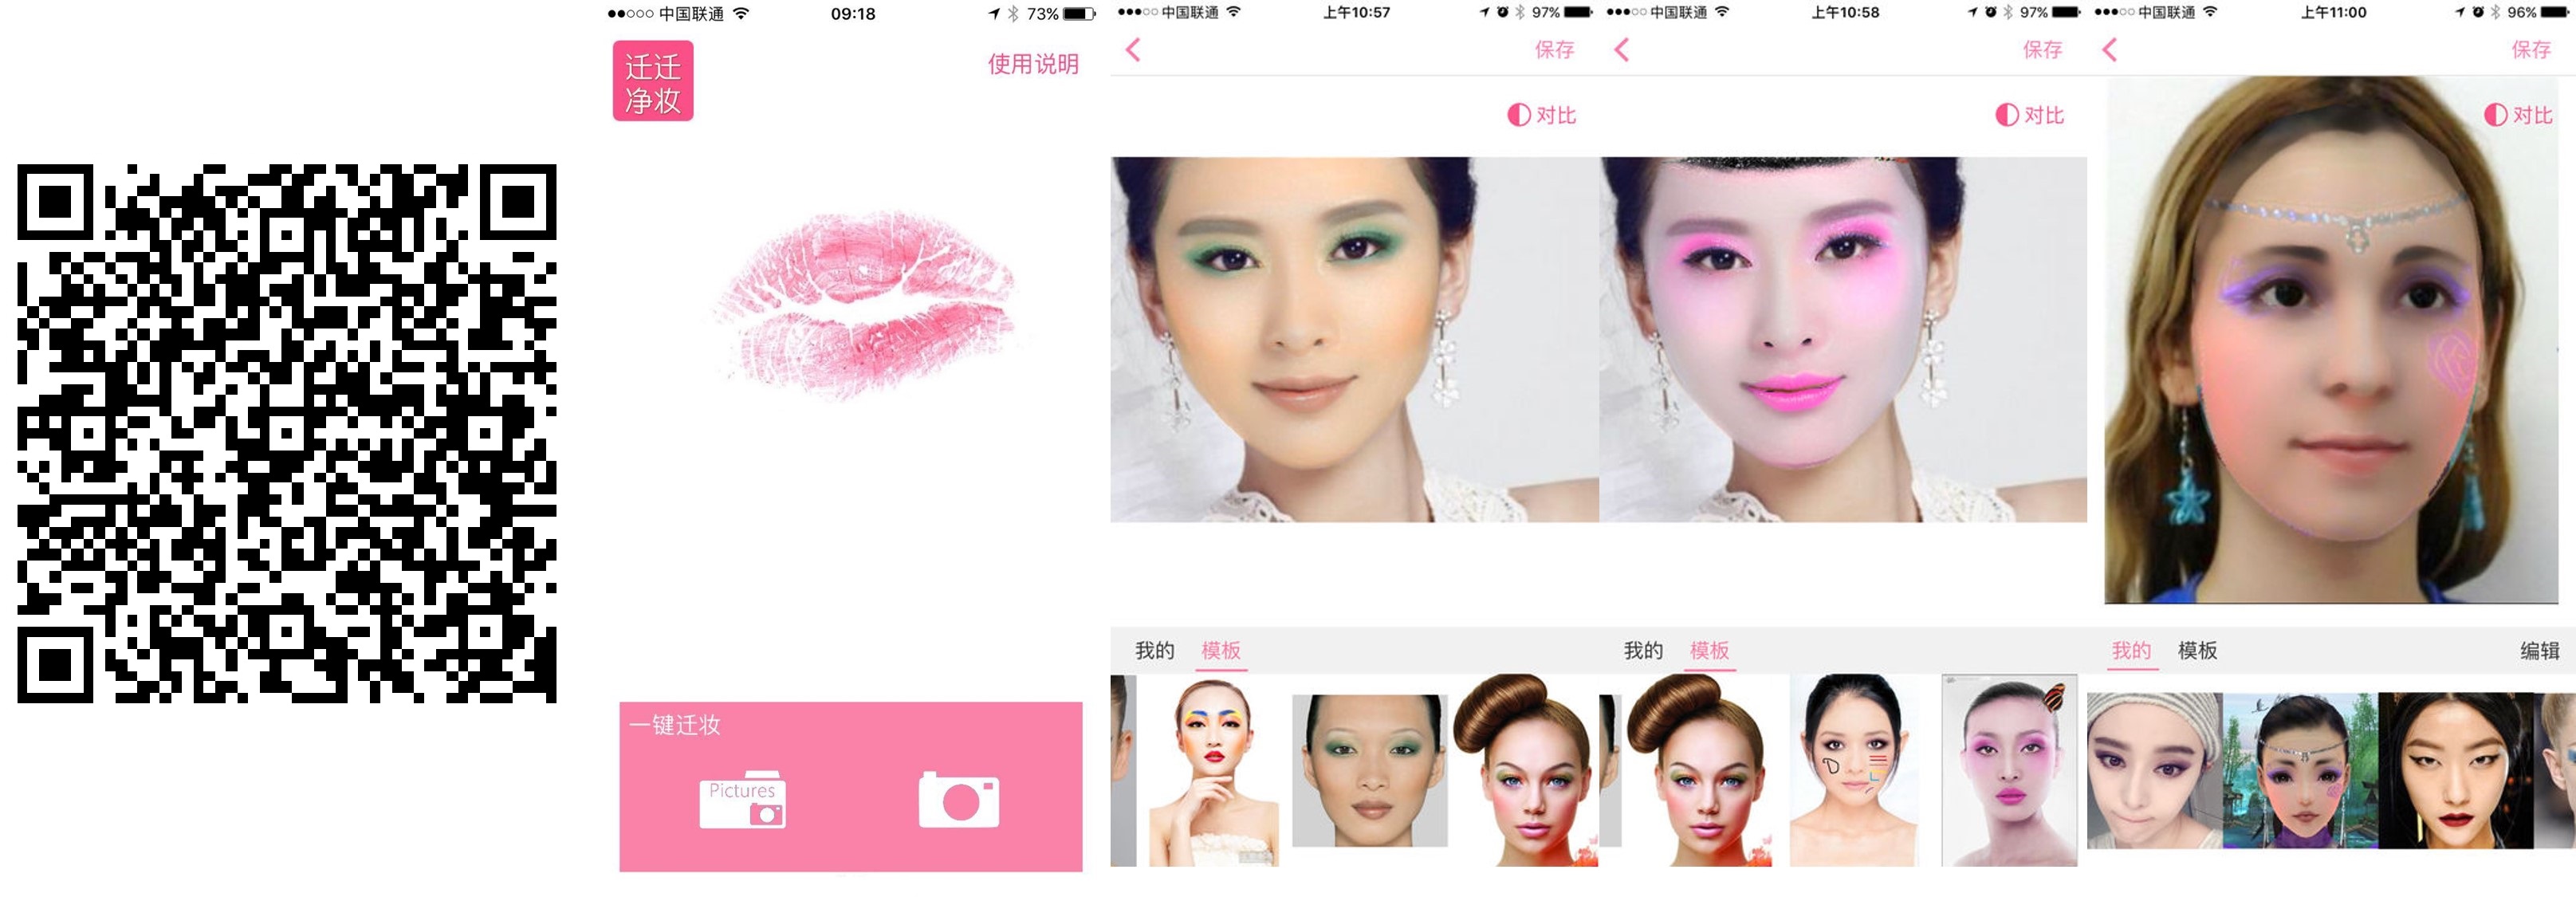 中国联通
09:18
73%
迁迁
净妆
使用说明
一键迁妆
Pictures
中国联通
上午10:57
97%
保存
对比
我的
模板
中国联通
上午10:58
97%
保存
对比
我的
模板
中国联通
上午11:00
96%
保存
对比
我的
模板
编辑